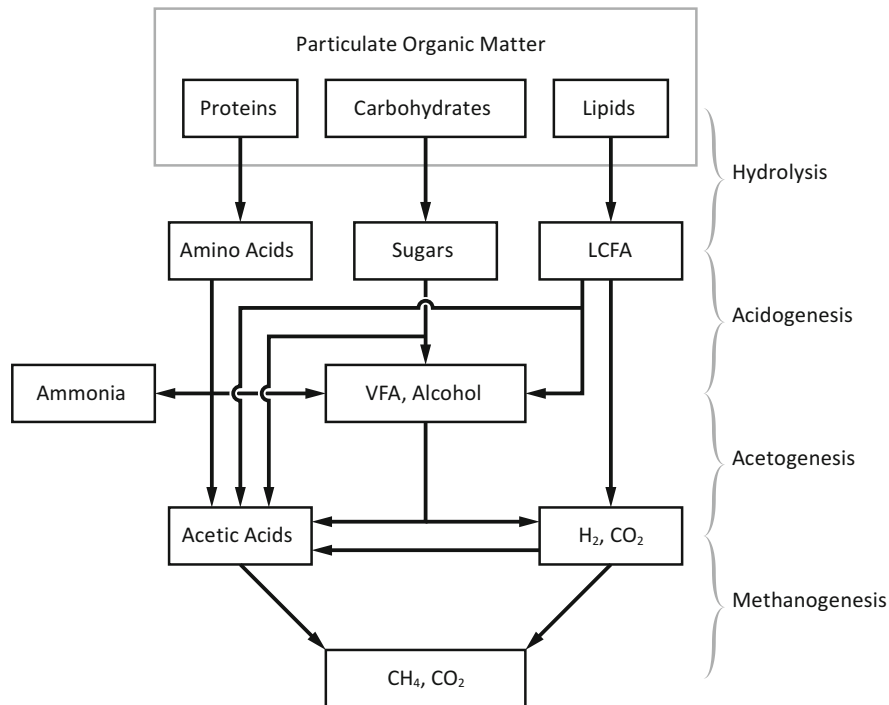 Particulate Organic Matter
Proteins
Carbohydrates
Lipids
Hydrolysis
Amino Acids
Sugars
LCFA
Acidogenesis
Ammonia
VFA, Alcohol
Acetogenesis
Acetic Acids
H₂, CO₂
Methanogenesis
CH₄, CO₂